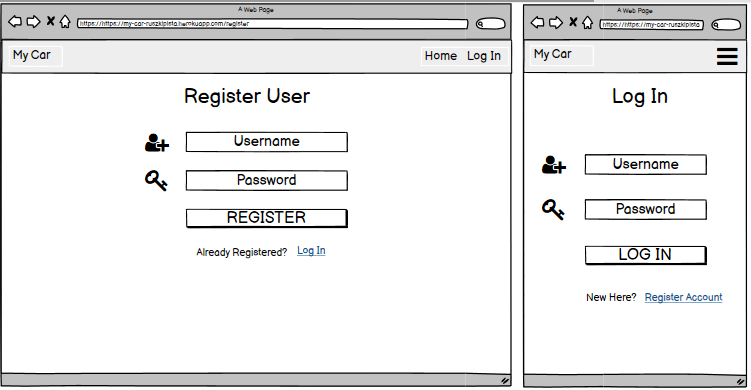 A Web Page
https://https://my-car-ruszkipista.herokuapp.com/register
My Car
Home Log In
Register User
Username
Password
REGISTER
Already Registered? Log In
A Web Page
https://https://my-car-ruszkipista
My Car
Log In
Username
Password
LOG IN
New Here? Register Account